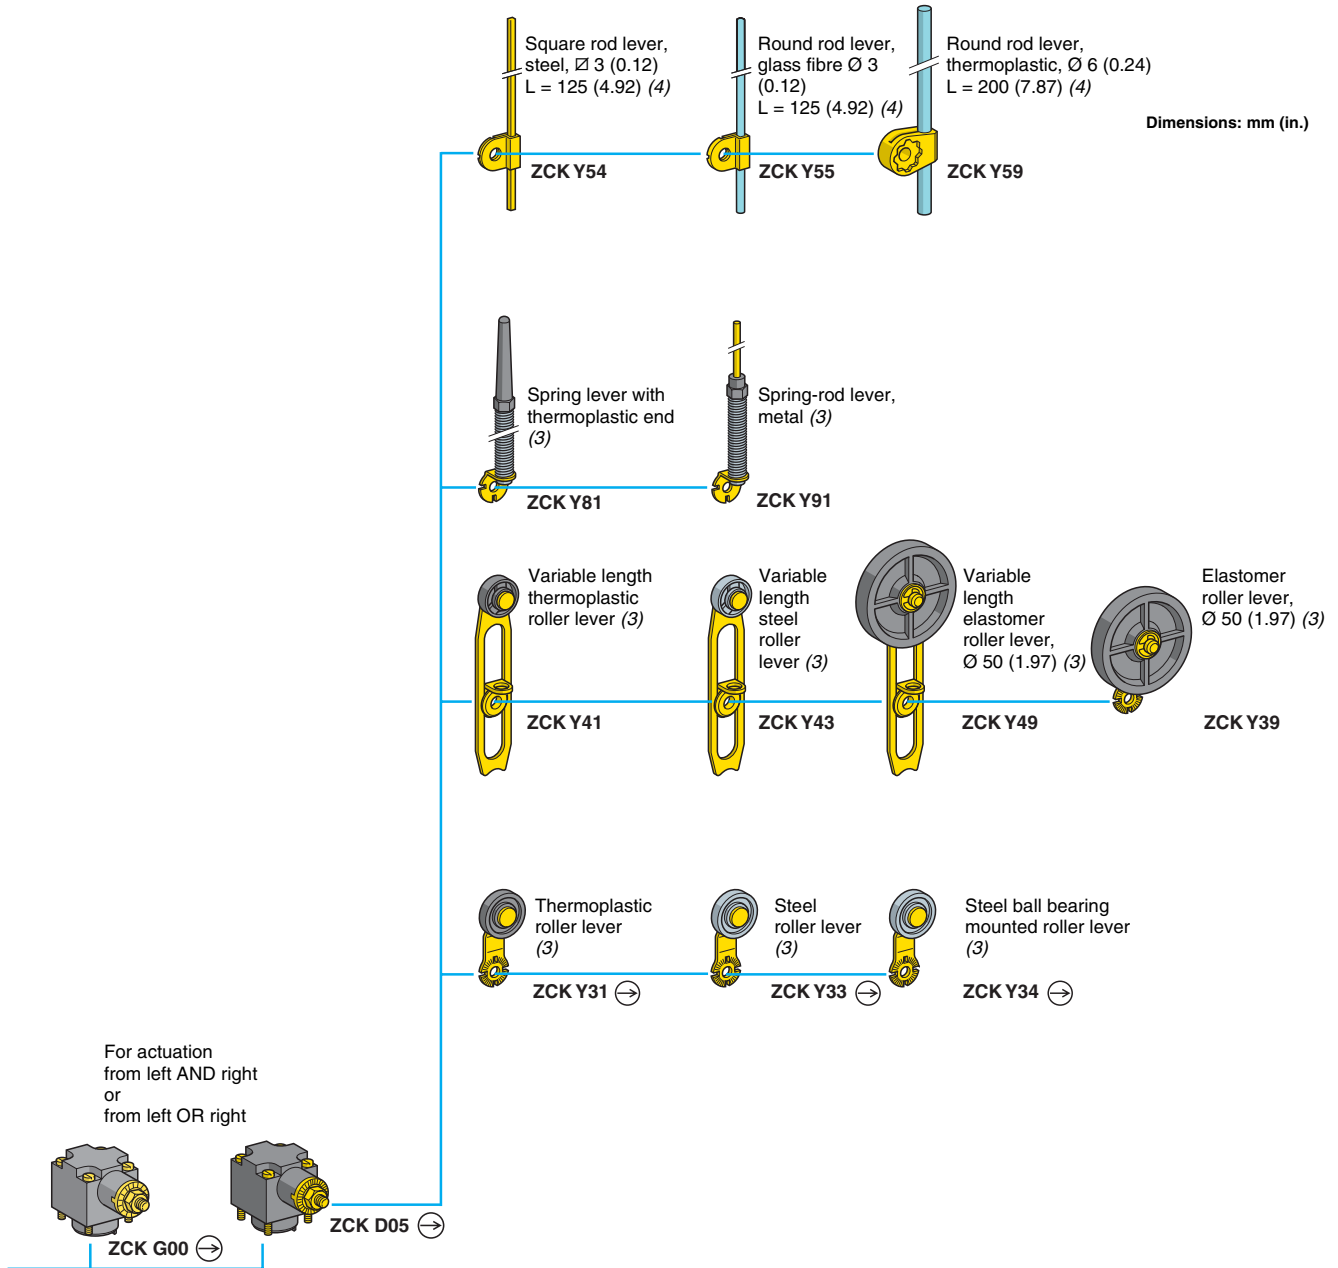 Square rod lever,
steel, ☐ 3 (0.12)
L = 125 (4.92) (4)
ZCK Y54
Round rod lever,
glass fibre Ø 3
(0.12)
L = 125 (4.92) (4)
ZCK Y55
Round rod lever,
thermoplastic, Ø 6 (0.24)
L = 200 (7.87) (4)
ZCK Y59
Dimensions: mm (in.)
Spring lever with
thermoplastic end
(3)
ZCK Y81
Spring-rod lever,
metal (3)
ZCK Y91
Variable length
thermoplastic
roller lever (3)
ZCK Y41
Variable
length
steel
roller
lever (3)
ZCK Y43
Variable
length
elastomer
roller lever,
Ø 50 (1.97) (3)
ZCK Y49
Elastomer
roller lever,
Ø 50 (1.97) (3)
ZCK Y39
Thermoplastic
roller lever
(3)
ZCK Y31
Steel
roller lever
(3)
ZCK Y33
Steel ball bearing
mounted roller lever
(3)
ZCK Y34
For actuation
from left AND right
or
from left OR right
ZCK G00
ZCK D05